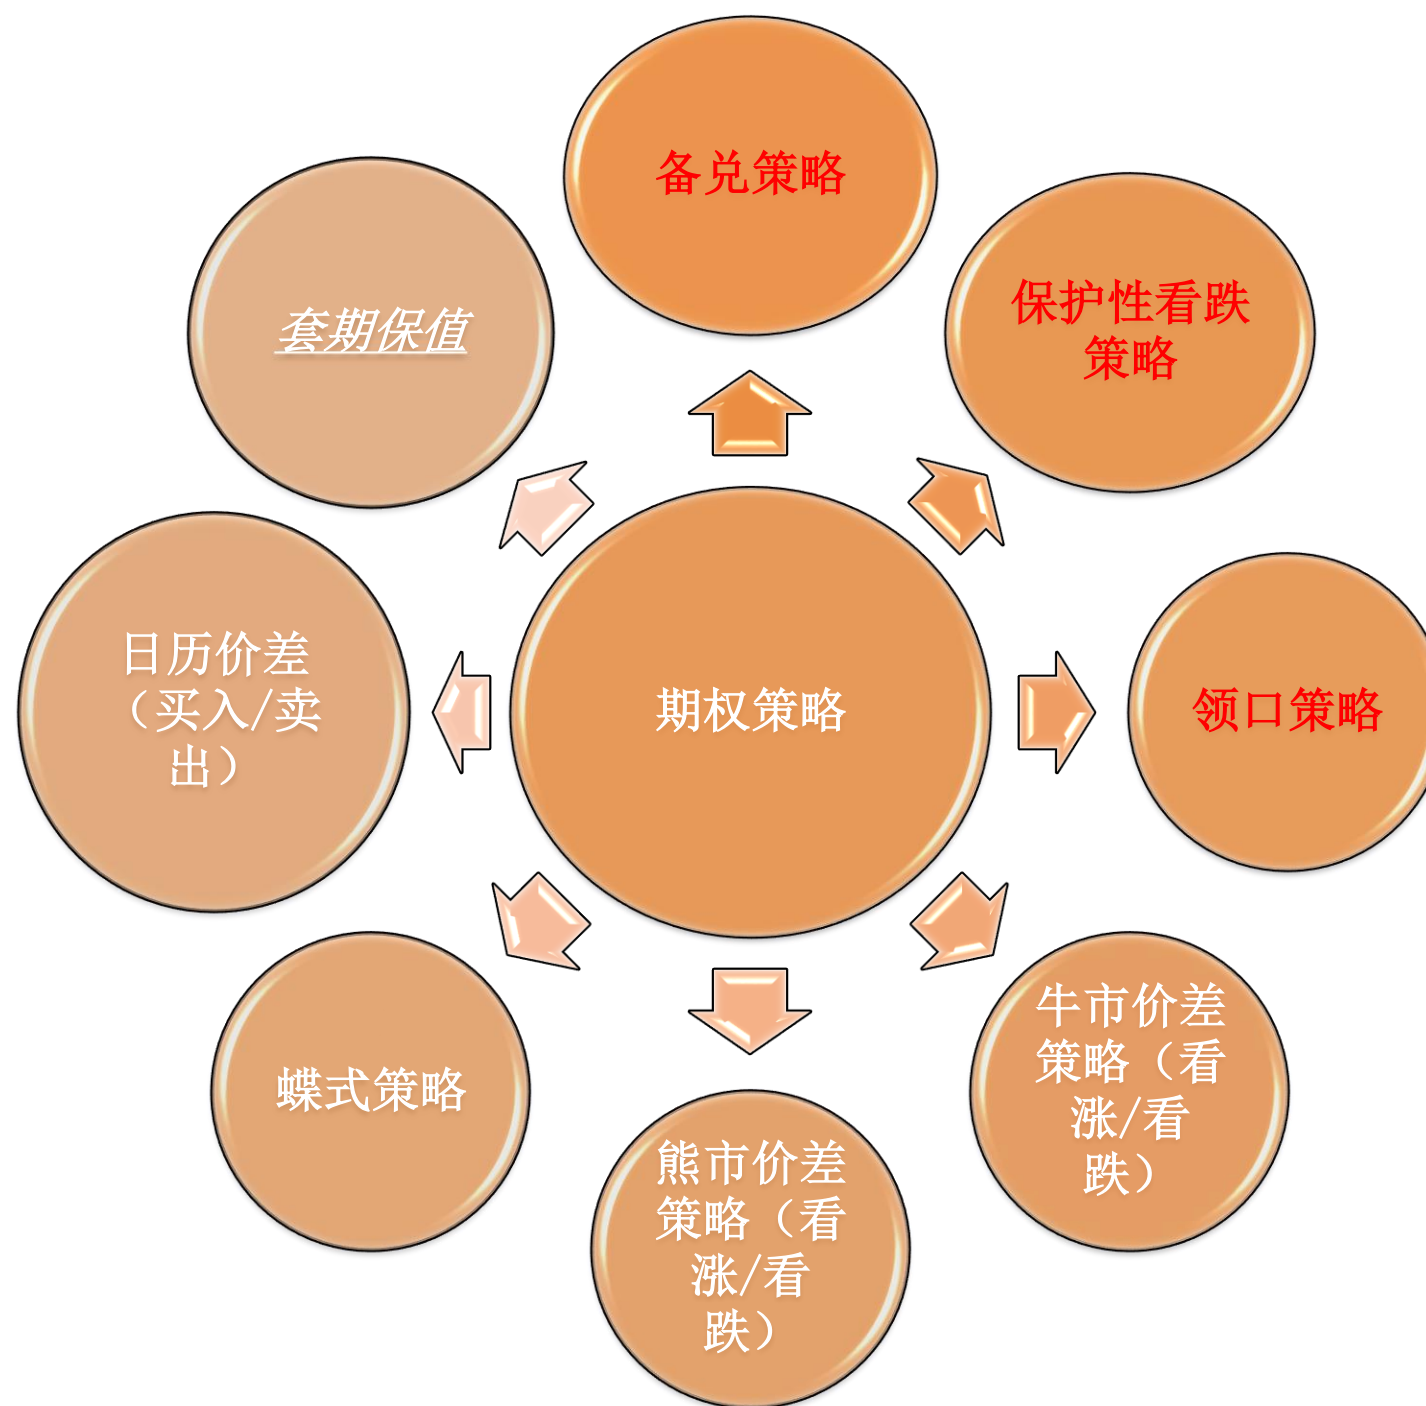 备兑策略
保护性看跌
策略
套期保值
日历价差
（买入/卖
出）
期权策略
领口策略
牛市价差
策略（看
涨/看
跌）
蝶式策略
熊市价差
策略（看
涨/看
跌）